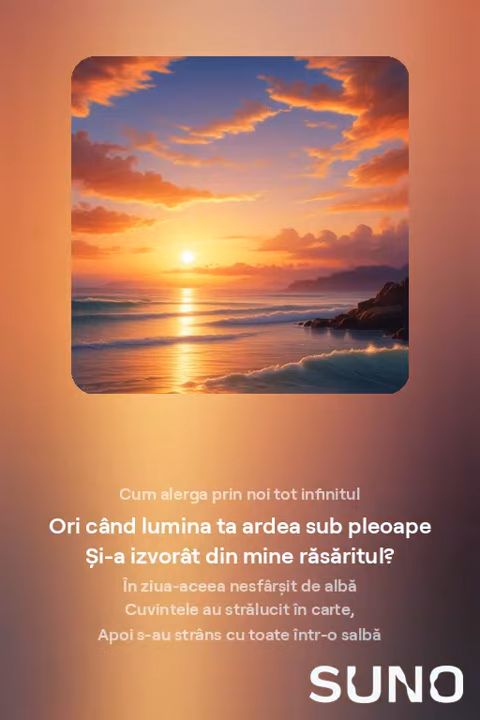 Cum alerga prin noi tot infinitul
Ori când lumina ta ardea sub pleoape
Și-a izvorât din mine răsăritul?
În ziua-aceea nesfârșit de albă
Cuvintele au strălucit în carte,
Apoi s-au strâns cu toate într-o salbă
SUNO